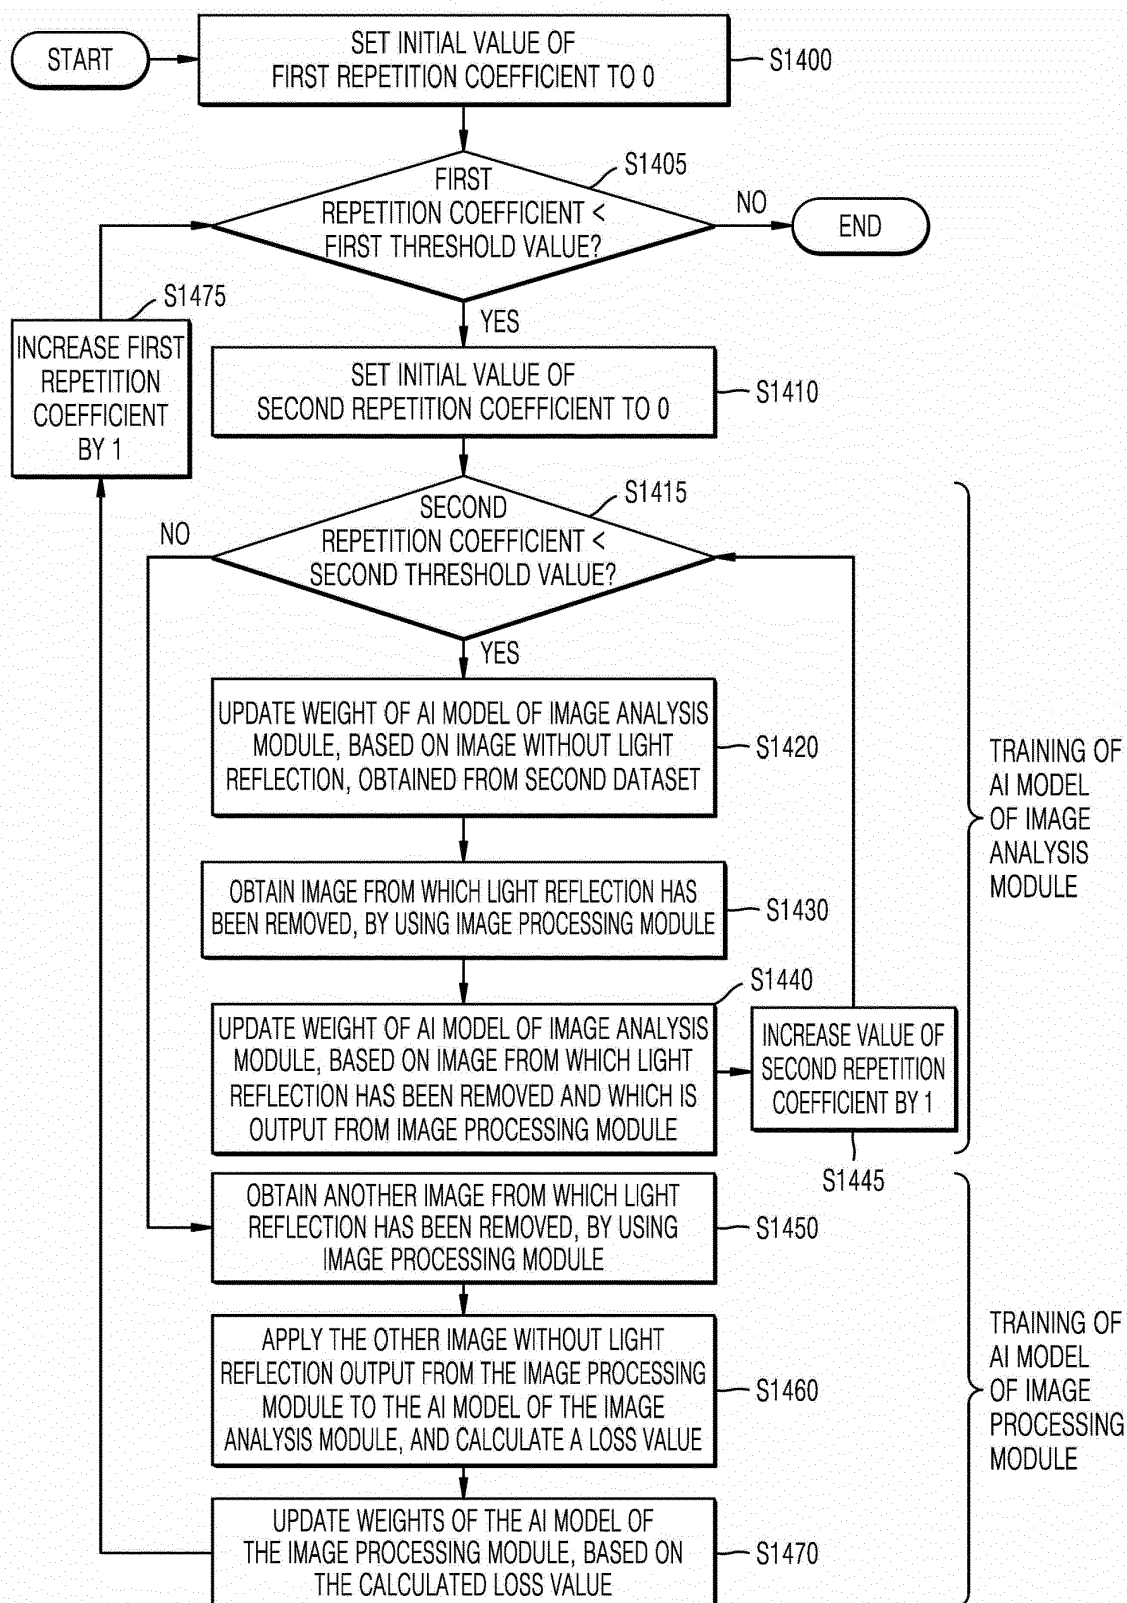 START
SET INITIAL VALUE OF
FIRST REPETITION COEFFICIENT TO 0
S1400
FIRST
REPETITION COEFFICIENT <
FIRST THRESHOLD VALUE?
S1405
NO
END
YES
S1475
INCREASE FIRST
REPETITION
COEFFICIENT
BY 1
SET INITIAL VALUE OF
SECOND REPETITION COEFFICIENT TO 0
S1410
SECOND
REPETITION COEFFICIENT <
SECOND THRESHOLD VALUE?
S1415
NO
YES
UPDATE WEIGHT OF AI MODEL OF IMAGE ANALYSIS
MODULE, BASED ON IMAGE WITHOUT LIGHT
REFLECTION, OBTAINED FROM SECOND DATASET
S1420
OBTAIN IMAGE FROM WHICH LIGHT REFLECTION HAS
BEEN REMOVED, BY USING IMAGE PROCESSING MODULE
S1430
UPDATE WEIGHT OF AI MODEL OF IMAGE ANALYSIS
MODULE, BASED ON IMAGE FROM WHICH LIGHT
REFLECTION HAS BEEN REMOVED AND WHICH IS
OUTPUT FROM IMAGE PROCESSING MODULE
S1440
INCREASE VALUE OF
SECOND REPETITION
COEFFICIENT BY 1
S1445
TRAINING OF
AI MODEL
OF IMAGE
ANALYSIS
MODULE
OBTAIN ANOTHER IMAGE FROM WHICH LIGHT
REFLECTION HAS BEEN REMOVED, BY USING
IMAGE PROCESSING MODULE
S1450
APPLY THE OTHER IMAGE WITHOUT LIGHT
REFLECTION OUTPUT FROM THE IMAGE PROCESSING
MODULE TO THE AI MODEL OF THE IMAGE
ANALYSIS MODULE, AND CALCULATE A LOSS VALUE
S1460
UPDATE WEIGHTS OF THE AI MODEL OF
THE IMAGE PROCESSING MODULE, BASED ON
THE CALCULATED LOSS VALUE
S1470
TRAINING OF
AI MODEL
OF IMAGE
PROCESSING
MODULE